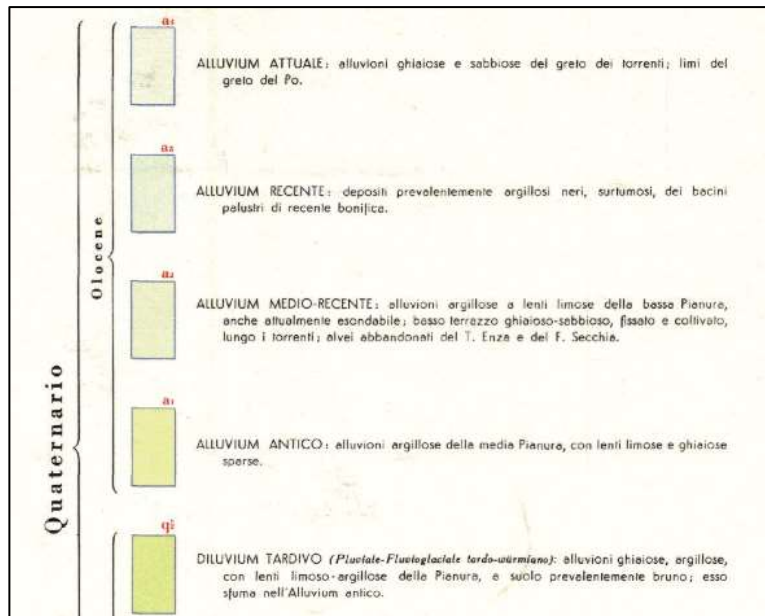 a4
ALLUVIUM ATTUALE: alluvioni ghiaiose e sabbiose del greto dei torrenti; limi del
greto del Po.
a3
ALLUVIUM RECENTE: depositi prevalentemente argillosi neri, surtumosi, dei bacini
palustri di recente bonifica.
a2
ALLUVIUM MEDIO-RECENTE: alluvioni argillose a lenti limose della bassa Pianura,
anche attualmente esondabile; basso terrazzo ghiaioso-sabbioso, fissato e coltivato,
lungo i torrenti; alvei abbandonati del T. Enza e del F. Secchia.
a1
ALLUVIUM ANTICO: alluvioni argillose della media Pianura, con lenti limose e ghiaiose
sparse.
DILUVIUM TARDIVO (Pluviale-Fluvioglaciale tardo-würmiano): alluvioni ghiaiose, argillose,
con lenti limoso-argillose della Pianura, a suolo prevalentemente bruno; esso
sfuma nell'Alluvium antico.
Olocene
Quaternario